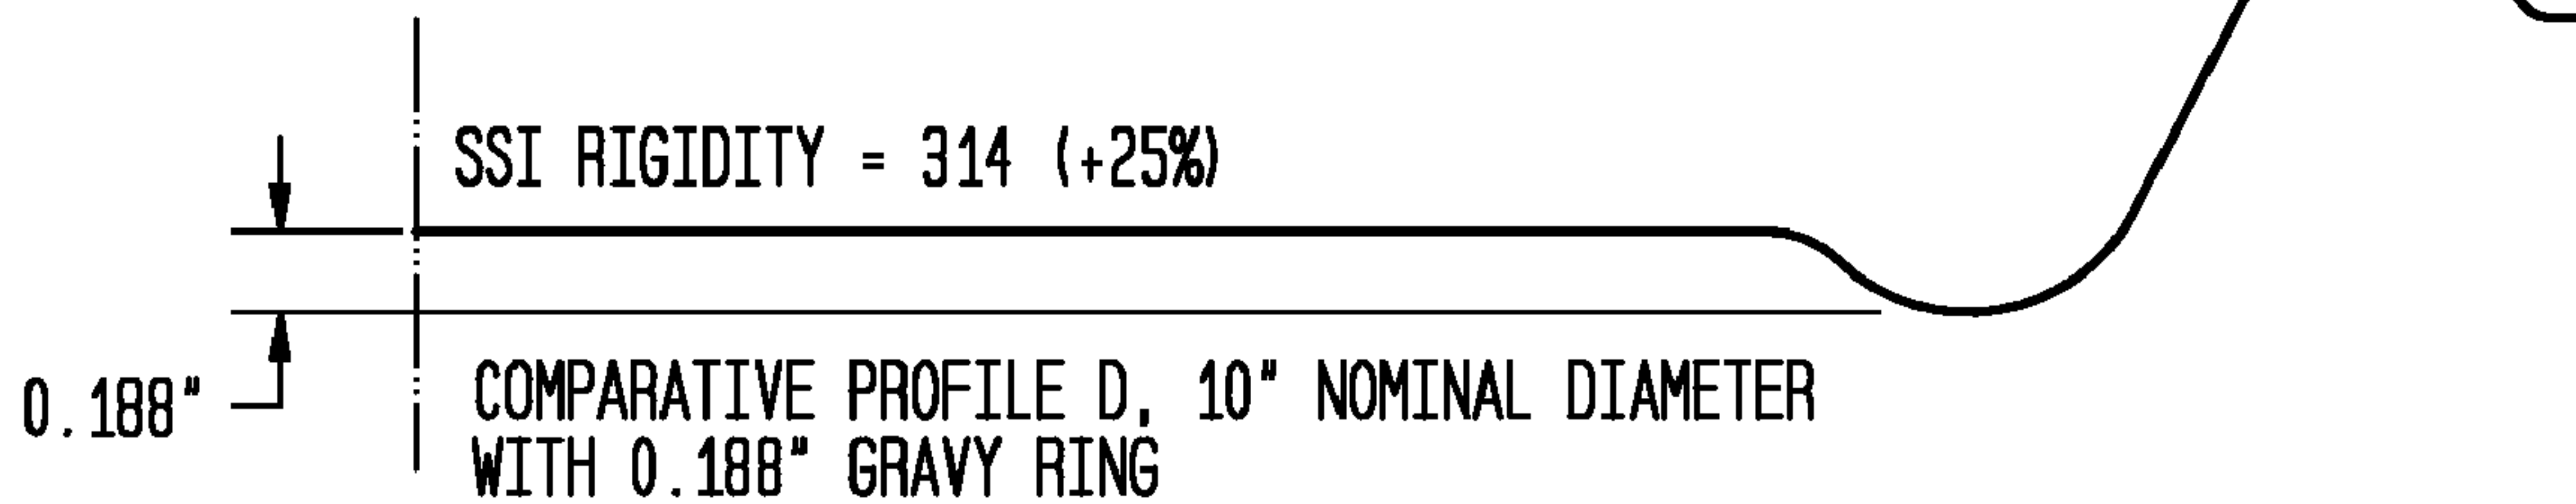 SSI RIGIDITY = 314 (+25%)
0.188"
COMPARATIVE PROFILE D, 10" NOMINAL DIAMETER
WITH 0.188" GRAVY RING